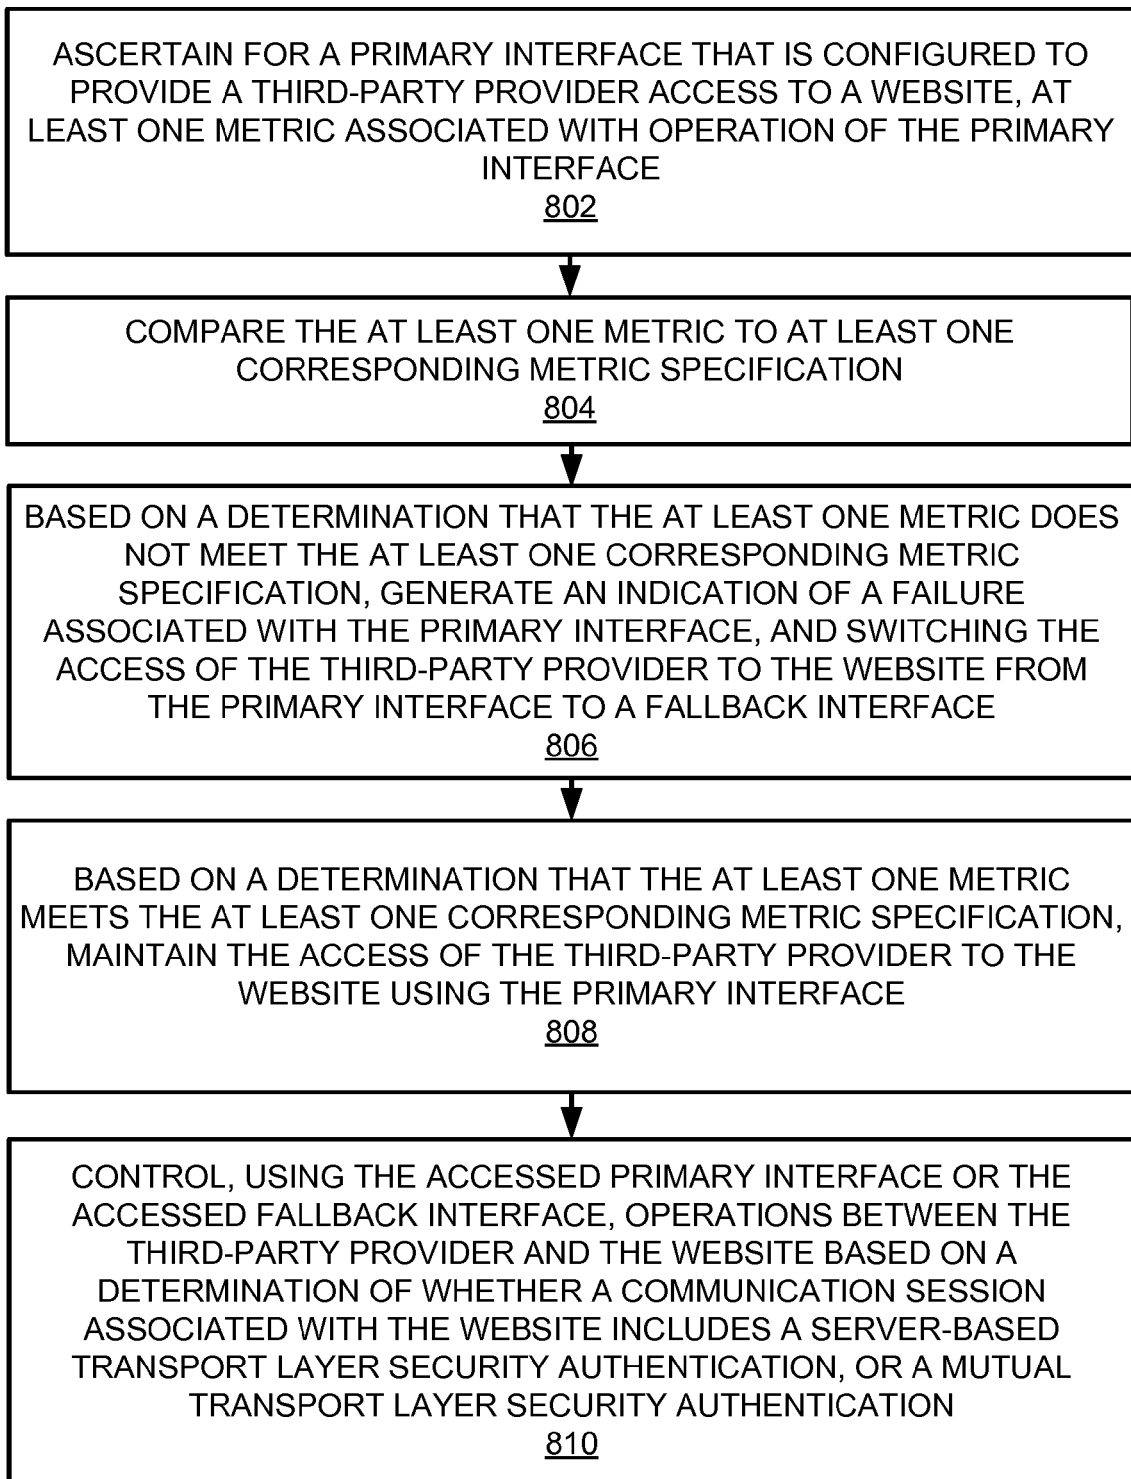 ASCERTAIN FOR A PRIMARY INTERFACE THAT IS CONFIGURED TO
PROVIDE A THIRD-PARTY PROVIDER ACCESS TO A WEBSITE, AT
LEAST ONE METRIC ASSOCIATED WITH OPERATION OF THE PRIMARY
INTERFACE
802
COMPARE THE AT LEAST ONE METRIC TO AT LEAST ONE
CORRESPONDING METRIC SPECIFICATION
804
BASED ON A DETERMINATION THAT THE AT LEAST ONE METRIC DOES
NOT MEET THE AT LEAST ONE CORRESPONDING METRIC
SPECIFICATION, GENERATE AN INDICATION OF A FAILURE
ASSOCIATED WITH THE PRIMARY INTERFACE, AND SWITCHING THE
ACCESS OF THE THIRD-PARTY PROVIDER TO THE WEBSITE FROM
THE PRIMARY INTERFACE TO A FALLBACK INTERFACE
806
BASED ON A DETERMINATION THAT THE AT LEAST ONE METRIC
MEETS THE AT LEAST ONE CORRESPONDING METRIC SPECIFICATION,
MAINTAIN THE ACCESS OF THE THIRD-PARTY PROVIDER TO THE
WEBSITE USING THE PRIMARY INTERFACE
808
CONTROL, USING THE ACCESSED PRIMARY INTERFACE OR THE
ACCESSED FALLBACK INTERFACE, OPERATIONS BETWEEN THE
THIRD-PARTY PROVIDER AND THE WEBSITE BASED ON A
DETERMINATION OF WHETHER A COMMUNICATION SESSION
ASSOCIATED WITH THE WEBSITE INCLUDES A SERVER-BASED
TRANSPORT LAYER SECURITY AUTHENTICATION, OR A MUTUAL
TRANSPORT LAYER SECURITY AUTHENTICATION
810